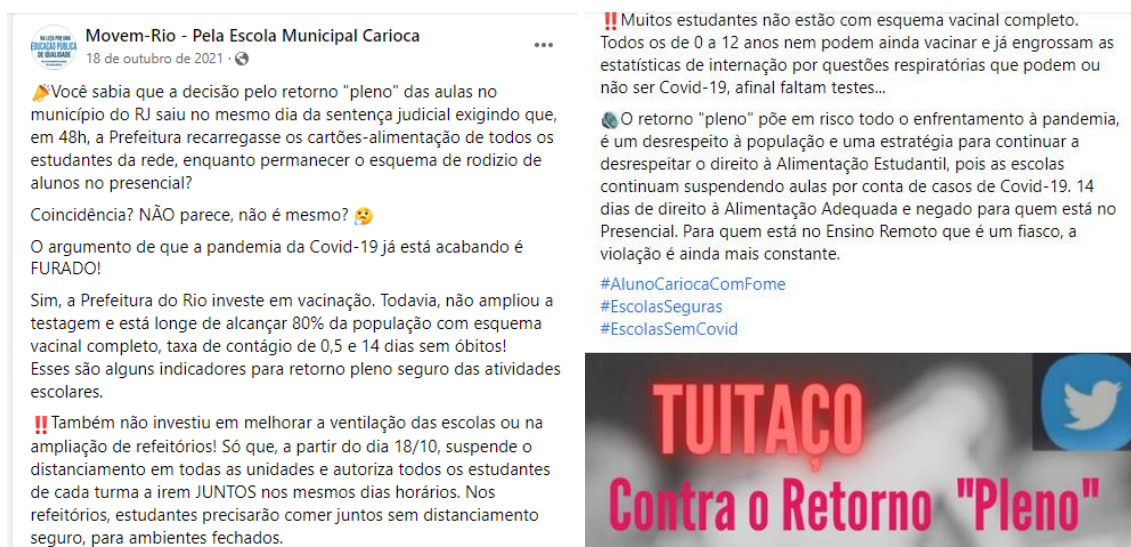 NA LUTA POR UMA
EDUCAÇÃO PÚBLICA
DE QUALIDADE
Movem-Rio - Pela Escola Municipal Carioca
18 de outubro de 2021 ·
Você sabia que a decisão pelo retorno "pleno" das aulas no
município do RJ saiu no mesmo dia da sentença judicial exigindo que,
em 48h, a Prefeitura recarregasse os cartões-alimentação de todos os
estudantes da rede, enquanto permanecer o esquema de rodizio de
alunos no presencial?
Coincidência? NÃO parece, não é mesmo? 🤔
O argumento de que a pandemia da Covid-19 já está acabando é
FURADO!
Sim, a Prefeitura do Rio investe em vacinação. Todavia, não ampliou a
testagem e está longe de alcançar 80% da população com esquema
vacinal completo, taxa de contágio de 0,5 e 14 dias sem óbitos!
Esses são alguns indicadores para retorno pleno seguro das atividades
escolares.
‼️Também não investiu em melhorar a ventilação das escolas ou na
ampliação de refeitórios! Só que, a partir do dia 18/10, suspende o
distanciamento em todas as unidades e autoriza todos os estudantes
de cada turma a irem JUNTOS nos mesmos dias horários. Nos
refeitórios, estudantes precisarão comer juntos sem distanciamento
seguro, para ambientes fechados.
‼️Muitos estudantes não estão com esquema vacinal completo.
Todos os de 0 a 12 anos nem podem ainda vacinar e já engrossam as
estatísticas de internação por questões respiratórias que podem ou
não ser Covid-19, afinal faltam testes...
O retorno "pleno" põe em risco todo o enfrentamento à pandemia,
é um desrespeito à população e uma estratégia para continuar a
desrespeitar o direito à Alimentação Estudantil, pois as escolas
continuam suspendendo aulas por conta de casos de Covid-19. 14
dias de direito à Alimentação Adequada e negado para quem está no
Presencial. Para quem está no Ensino Remoto que é um fiasco, a
violação é ainda mais constante.
#AlunoCariocaComFome
#EscolasSeguras
#EscolasSemCovid
TUITAÇO
Contra o Retorno "Pleno"